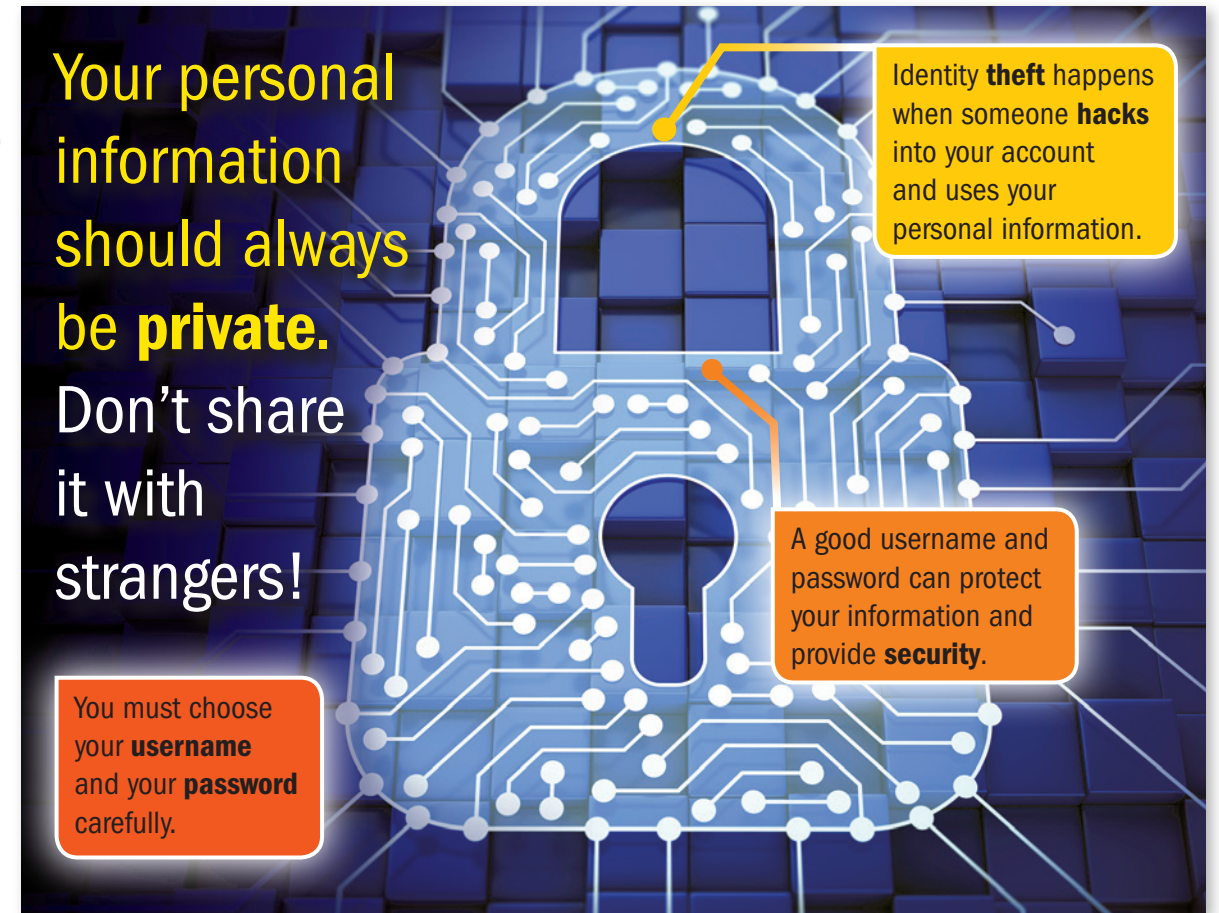 Your personal
information
should always
be private.
Don't share
it with
strangers!
Identity theft happens
when someone hacks
into your account
and uses your
personal information.
A good username and
password can protect
your information and
provide security.
You must choose
your username
and your password
carefully.